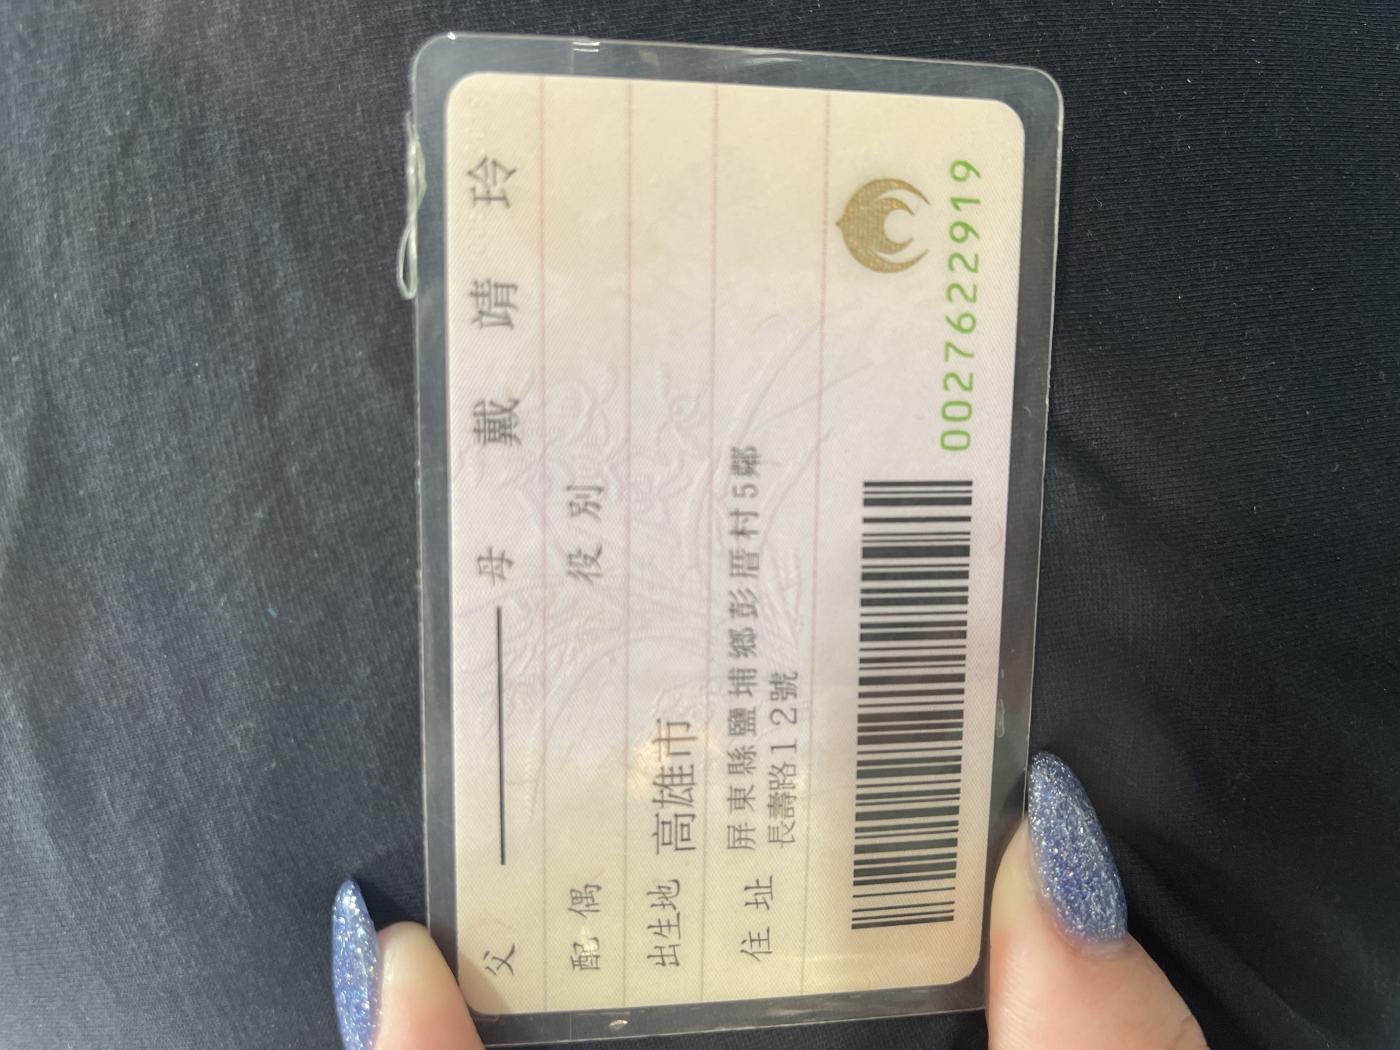 父 母 戴靖玲
配偶 役別
出生地 高雄市
住址 屏東縣鹽埔鄉彭厝村5鄰
長壽路12號
0027622919